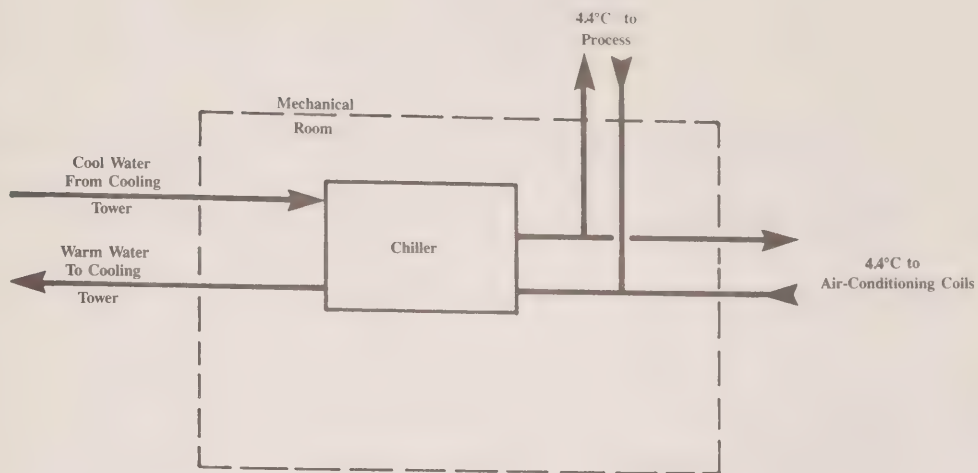 4.4°C to
Process
Mechanical
Room
Cool Water
From Cooling
Tower
Chiller
Warm Water
To Cooling
Tower
4.4°C to
Air-Conditioning Coils